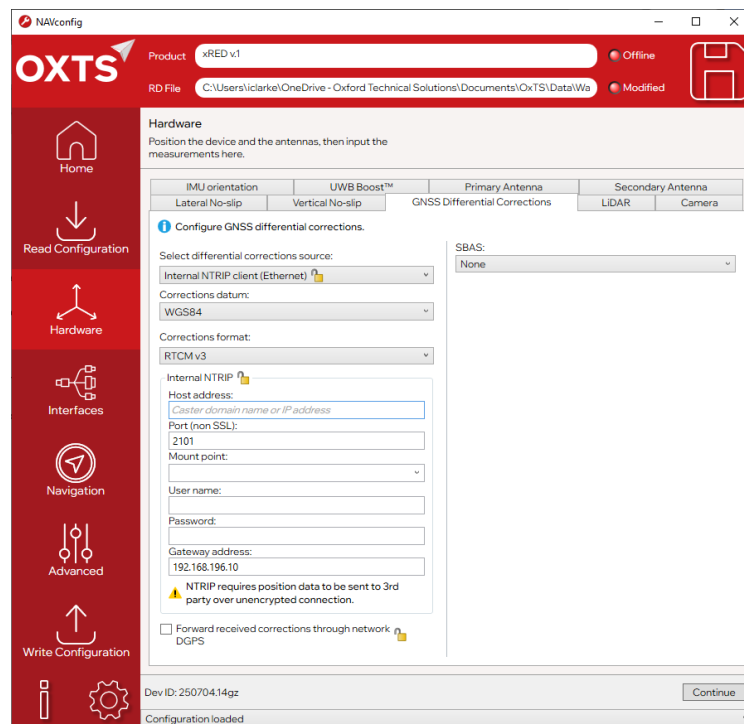 NAVconfig
OXTS
Product
xRED v.1
Offline
RD File
C:\Users\iclarke\OneDrive - Oxford Technical Solutions\Documents\OxTS\Data\Wa
Modified
Home
Read Configuration
Hardware
Interfaces
Navigation
Advanced
Write Configuration
Hardware
Position the device and the antennas, then input the
measurements here.
IMU orientation
UWB Boost™
Primary Antenna
Secondary Antenna
Lateral No-slip
Vertical No-slip
GNSS Differential Corrections
LiDAR
Camera
Configure GNSS differential corrections.
Select differential corrections source:
Internal NTRIP client (Ethernet)
Corrections datum:
WGS84
Corrections format:
RTCM v3
Internal NTRIP
Host address:
Caster domain name or IP address
Port (non SSL):
2101
Mount point:
User name:
Password:
Gateway address:
192.168.196.10
NTRIP requires position data to be sent to 3rd
party over unencrypted connection.
Forward received corrections through network
DGPS
SBAS:
None
Dev ID: 250704.14gz
Continue
Configuration loaded